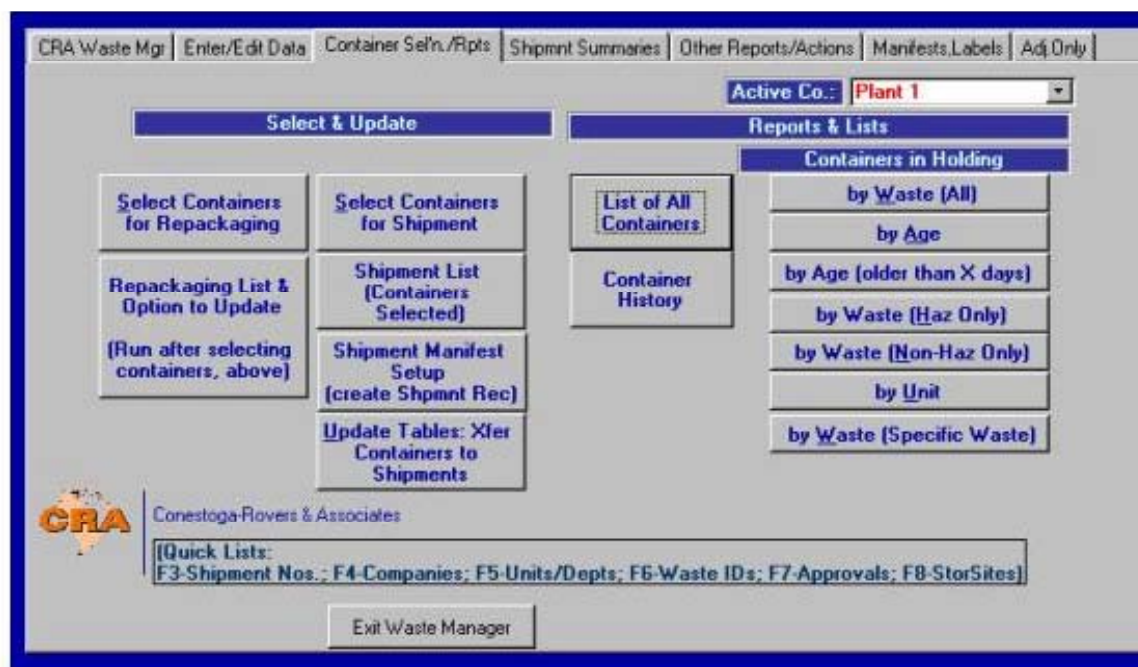 CRA Waste Mgr
Enter/Edit Data
Container Sel'n./Rpts
Shipmnt Summaries
Other Reports/Actions
Manifests,Labels
Adj Only
Active Co.: Plant 1
Select & Update
Reports & Lists
Containers in Holding
Select Containers
for Repackaging
Repackaging List &
Option to Update
(Run after selecting
containers, above)
Select Containers
for Shipment
Shipment List
(Containers
Selected)
Shipment Manifest
Setup
(create Shpmnt Rec)
Update Tables: Xfer
Containers to
Shipments
List of All
Containers
Container
History
by Waste (All)
by Age
by Age (older than X days)
by Waste (Haz Only)
by Waste (Non-Haz Only)
by Unit
by Waste (Specific Waste)
CRA
Conestoga-Rovers & Associates
(Quick Lists:
F3-Shipment Nos.; F4-Companies; F5-Units/Depts; F6-Waste IDs; F7-Approvals; F8-StorSites)
Exit Waste Manager